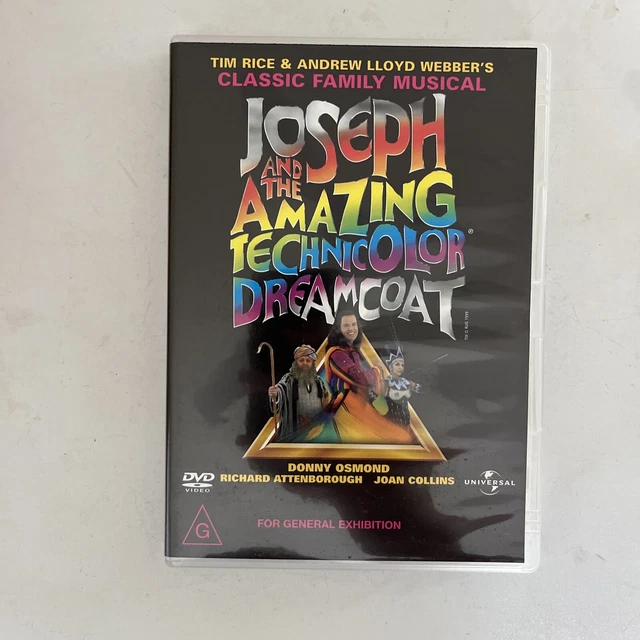 TIM RICE & ANDREW LLOYD WEBBER'S
CLASSIC FAMILY MUSICAL
JOSEPH
AND
THE
AMAZING
TECHNICOLOR®
DREAMCOAT
DONNY OSMOND
RICHARD ATTENBOROUGH JOAN COLLINS
DVD
VIDEO
UNIVERSAL
G
FOR GENERAL EXHIBITION